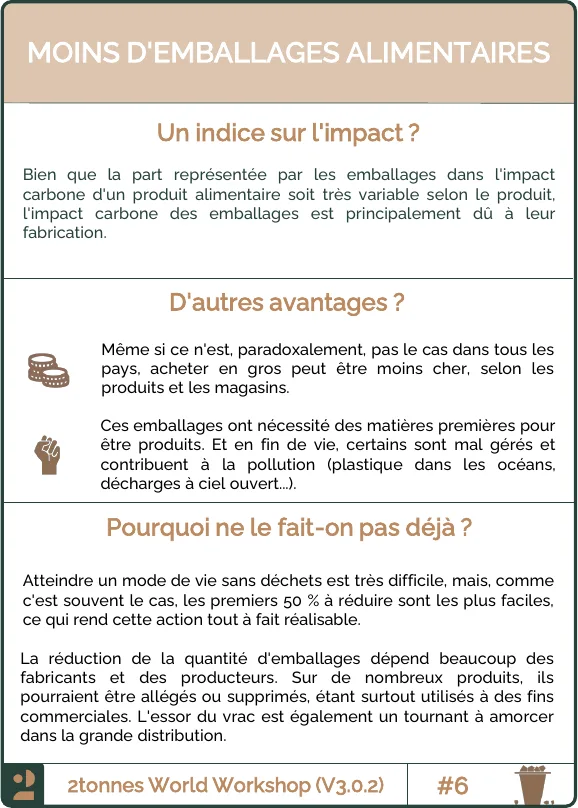 MOINS D'EMBALLAGES ALIMENTAIRES
Un indice sur l'impact ?
Bien que la part représentée par les emballages dans l'impact
carbone d'un produit alimentaire soit très variable selon le produit,
l'impact carbone des emballages est principalement dû à leur
fabrication.
D'autres avantages ?
Même si ce n'est, paradoxalement, pas le cas dans tous les
pays, acheter en gros peut être moins cher, selon les
produits et les magasins.
Ces emballages ont nécessité des matières premières pour
être produits. Et en fin de vie, certains sont mal gérés et
contribuent à la pollution (plastique dans les océans,
décharges à ciel ouvert...).
Pourquoi ne le fait-on pas déjà ?
Atteindre un mode de vie sans déchets est très difficile, mais, comme
c'est souvent le cas, les premiers 50 % à réduire sont les plus faciles,
ce qui rend cette action tout à fait réalisable.
La réduction de la quantité d'emballages dépend beaucoup des
fabricants et des producteurs. Sur de nombreux produits, ils
pourraient être allégés ou supprimés, étant surtout utilisés à des fins
commerciales. L'essor du vrac est également un tournant à amorcer
dans la grande distribution.
2tonnes World Workshop (V3.0.2)
#6